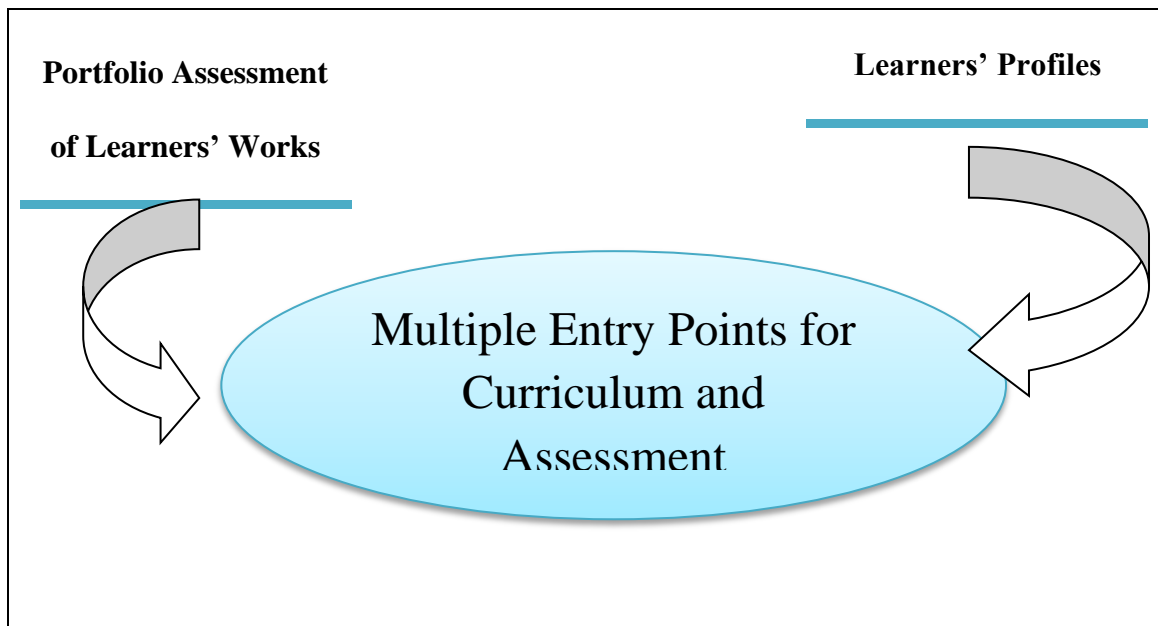 Portfolio Assessment
of Learners’ Works
Learners’ Profiles
Multiple Entry Points for
Curriculum and
Assessment